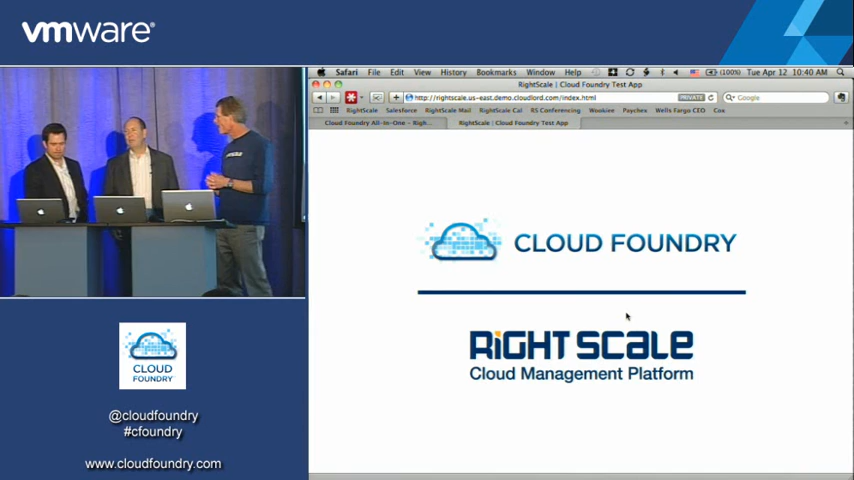 vmware®
Safari File Edit View History Bookmarks Window Help
(100%) Tue Apr 12 10:40 AM
RightScale | Cloud Foundry Test App
http://rightscale.us-east.demo.cloudlord.com/index.html
PRIVATE
Google
RightScale Salesforce RightScale Mail RightScale Cal RS Conferencing Wookiee Paychex Wells Fargo CEO Cox
Cloud Foundry All-In-One - Righ...
RightScale | Cloud Foundry Test App
CLOUD FOUNDRY
RIGHTSCALE
Cloud Management Platform
CLOUD
FOUNDRY
@cloudfoundry
#cfoundry
www.cloudfoundry.com